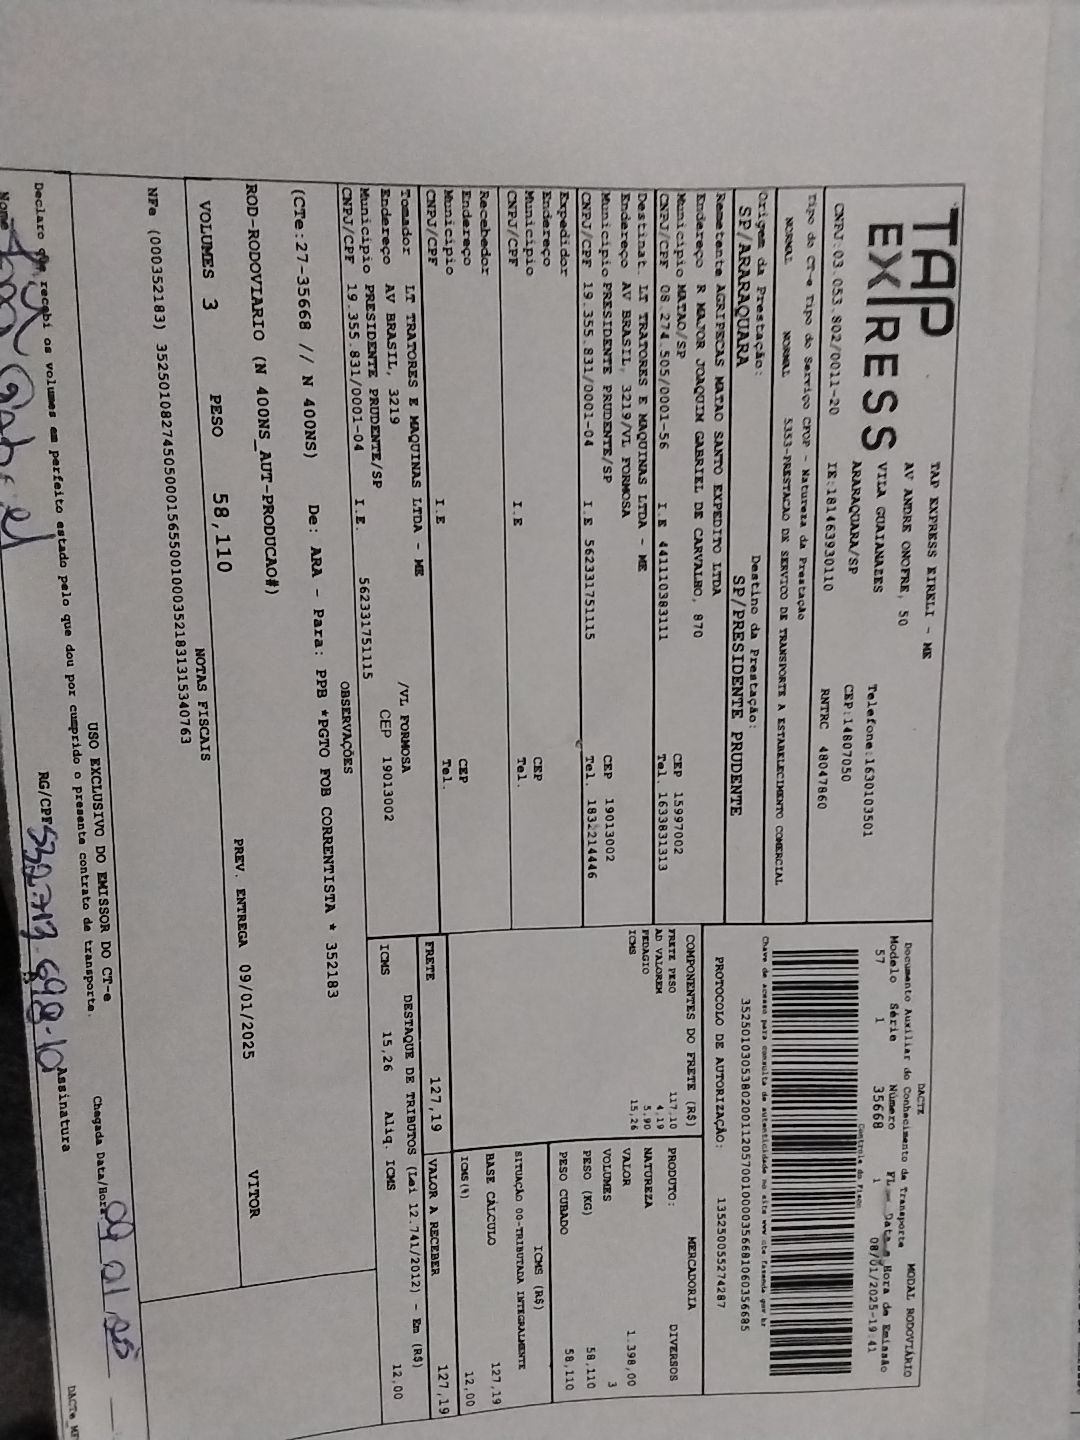 TAP
EXPRESS
TAP EXPRESS EIRELI - ME
AV ANDRE ONOFRE, 50
VILA GUAIANAZES
ARARAQUARA/SP
Telefone:1630103501
CEP:14807050
CNPJ:03.053.802/0011-20 IE:181463930110 RNTRC 48047860
Tipo do CT-e Tipo do Serviço CFOP - Natureza da Prestação
NORMAL NORMAL 5353-PRESTACAO DE SERVICO DE TRANSPORTE A ESTABELECIMENTO COMERCIAL
Origem da Prestação: Destino da Prestação:
SP/ARARAQUARA SP/PRESIDENTE PRUDENTE
DACTE MODAL RODOVIÁRIO
Documento Auxiliar do Conhecimento de Transporte
Modelo Série Número FL Data e Hora de Emissão
57 1 35668 1 08/01/2025-19:41
Controle do Fisco
Chave de acesso para consulta de autenticidade no site www.cte.fazenda.gov.br
35250103053802001120570010000356681060356685
PROTOCOLO DE AUTORIZAÇÃO: 135250055274287
Remetente AGRIPECAS MATAO SANTO EXPEDITO LTDA
Endereço R MAJOR JOAQUIM GABRIEL DE CARVALHO, 870
Município MATAO/SP CEP 15997002
CNPJ/CPF 08.274.505/0001-56 I.E 441110383111 Tel. 1633831313
Destinat. LT TRATORES E MAQUINAS LTDA - ME
Endereço AV BRASIL, 3219/VL FORMOSA
Município PRESIDENTE PRUDENTE/SP CEP 19013002
CNPJ/CPF 19.355.831/0001-04 I.E 562331751115 Tel. 1832214446
Expedidor
Endereço
Município CEP
CNPJ/CPF I.E Tel.
Recebedor
Endereço
Município CEP
CNPJ/CPF I.E Tel.
Tomador LT TRATORES E MAQUINAS LTDA - ME
Endereço AV BRASIL, 3219 /VL FORMOSA
Município PRESIDENTE PRUDENTE/SP CEP 19013002
CNPJ/CPF 19.355.831/0001-04 I.E. 562331751115
COMPONENTES DO FRETE (R$)
FRETE PESO 117,10
AD VALOREM 4,19
PEDAGIO 5,90
ICMS 15,26
MERCADORIA
PRODUTO: DIVERSOS
NATUREZA
VALOR 1.398,00
VOLUMES 3
PESO (KG) 58,110
PESO CUBADO 58,110
ICMS (R$)
SITUAÇÃO 00-TRIBUTADA INTEGRALMENTE
BASE CÁLCULO 127,19
ICMS(%) 12,00
FRETE 127,19 VALOR A RECEBER 127,19
DESTAQUE DE TRIBUTOS (Lei 12.741/2012) - Em (R$)
ICMS 15,26 Aliq. ICMS 12,00
OBSERVAÇÕES
(CTe:27-35668 // N 400NS) De: ARA - Para: PPB *PGTO FOB CORRENTISTA * 352183
ROD-RODOVIARIO (N 400NS_AUT-PRODUCAO#)
PREV. ENTREGA 09/01/2025 VITOR
VOLUMES 3 PESO 58,110
NOTAS FISCAIS
NFe (000352183) 35250108274505000156550010003521831315340763
USO EXCLUSIVO DO EMISSOR DO CT-e
Declaro que recebi os volumes em perfeito estado pelo que dou por cumprido o presente contrato de transporte.
Chegada Data/Hora 09 01 25
Nome Gabriel RG/CPF Assinatura